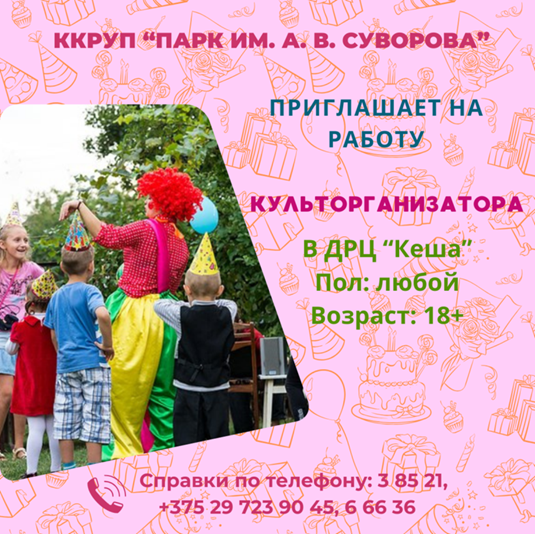 ККРУП “ПАРК ИМ. А. В. СУВОРОВА”
ПРИГЛАШАЕТ НА
РАБОТУ
КУЛЬТОРГАНИЗАТОРА
В ДРЦ “Кеша”
Пол: любой
Возраст: 18+
Справки по телефону: 3 85 21,
+375 29 723 90 45, 6 66 36